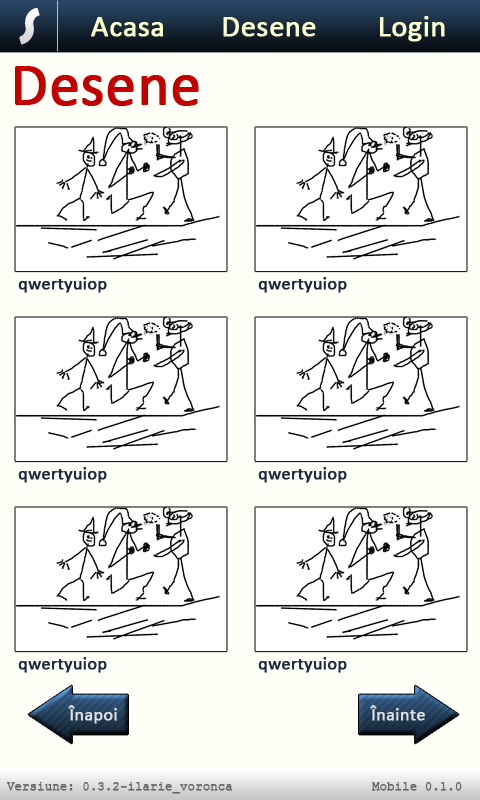 Acasa Desene Login
Desene
qwertyuiop qwertyuiop
qwertyuiop qwertyuiop
qwertyuiop qwertyuiop
Înapoi Înainte
Versiune: 0.3.2-ilarie_voronca Mobile 0.1.0